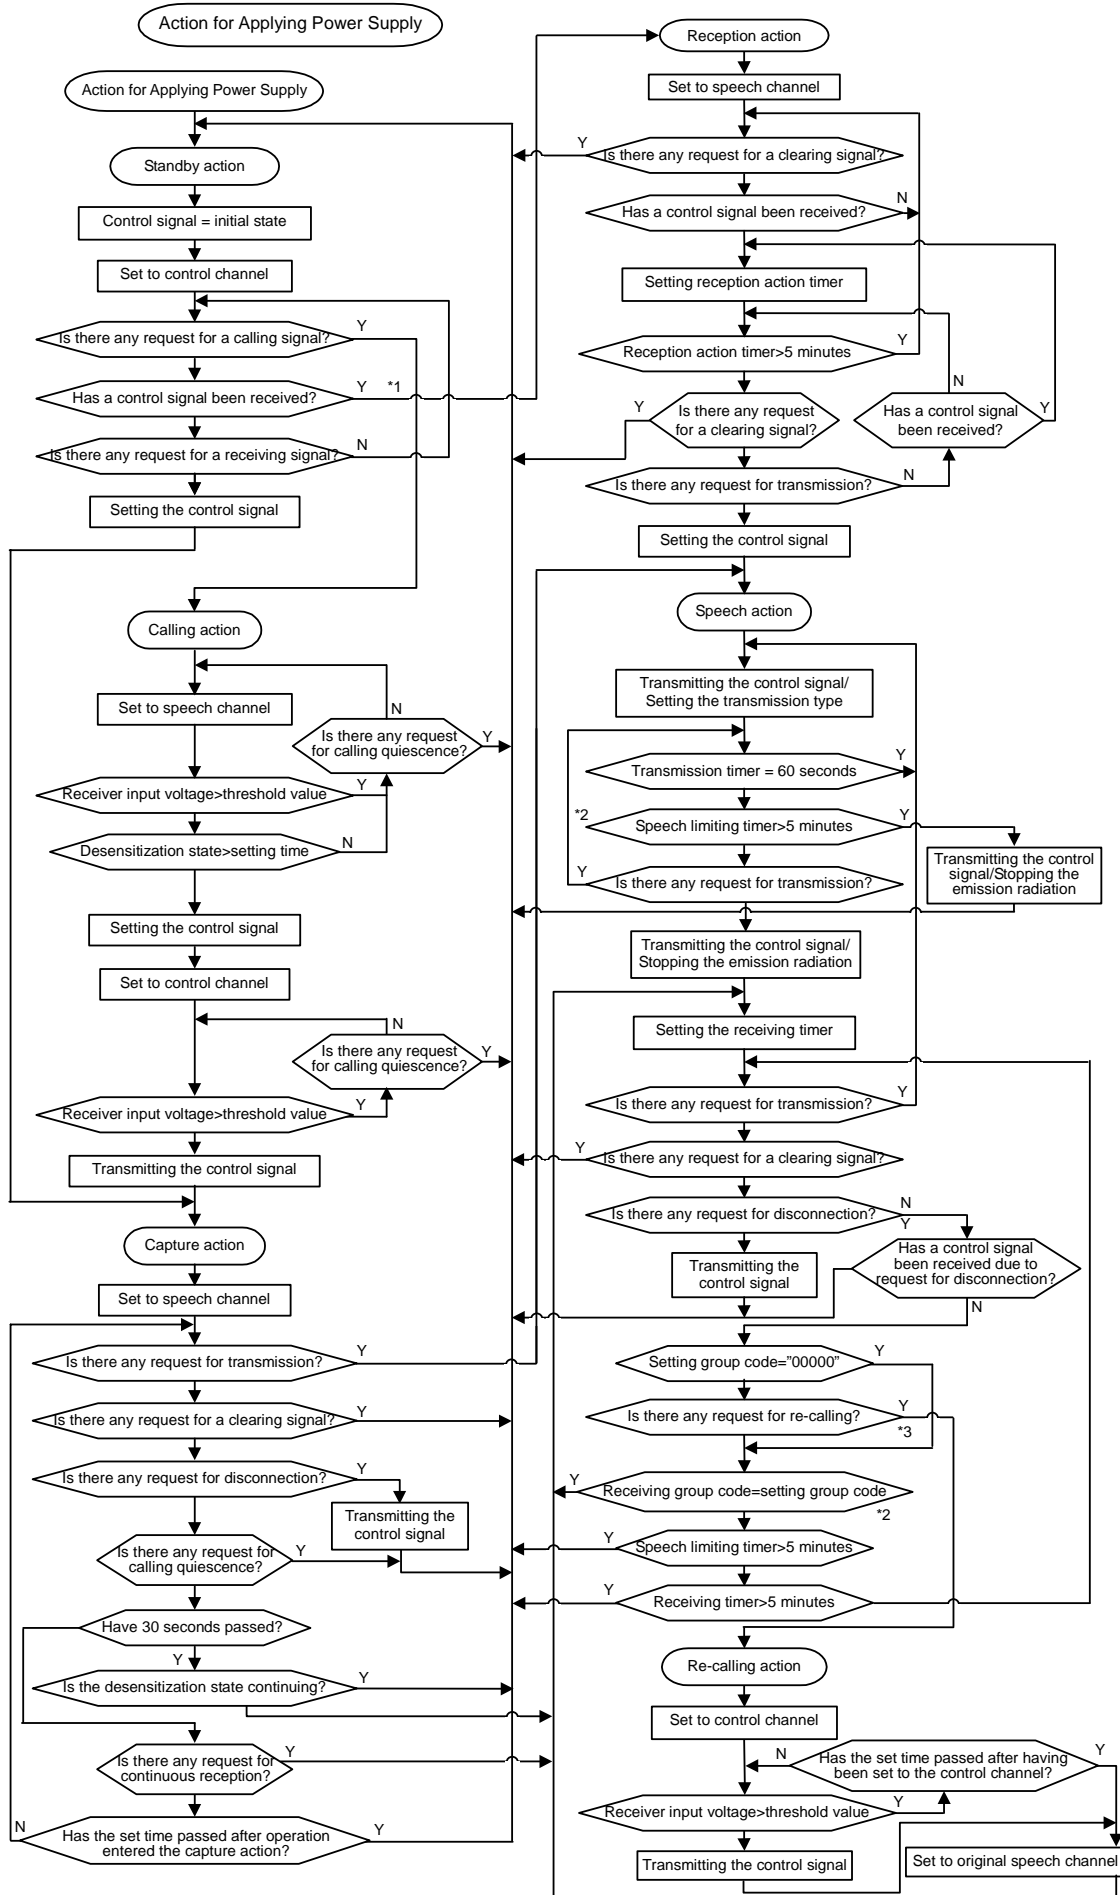 Action for Applying Power Supply
Action for Applying Power Supply
Standby action
Control signal = initial state
Set to control channel
Is there any request for a calling signal?
Y
Has a control signal been received?
Y *1
Is there any request for a receiving signal?
N
Setting the control signal
Calling action
Set to speech channel
N
Is there any request
for calling quiescence?
Y
Receiver input voltage>threshold value
Y
Desensitization state>setting time
N
Setting the control signal
Set to control channel
N
Is there any request
for calling quiescence?
Y
Receiver input voltage>threshold value
Y
Transmitting the control signal
Capture action
Set to speech channel
Is there any request for transmission?
Y
Is there any request for a clearing signal?
Y
Is there any request for disconnection?
Y
Transmitting the
control signal
Is there any request for
calling quiescence?
Y
Have 30 seconds passed?
Y
Is the desensitization state continuing?
Y
Is there any request for
continuous reception?
Y
N
Has the set time passed after operation
entered the capture action?
Y
Reception action
Set to speech channel
Y
Is there any request for a clearing signal?
Has a control signal been received?
N
Setting reception action timer
Reception action timer>5 minutes
Y
Y
Is there any request
for a clearing signal?
N
Has a control signal
been received?
Y
Is there any request for transmission?
N
Setting the control signal
Speech action
Transmitting the control signal/
Setting the transmission type
Transmission timer = 60 seconds
Y
*2
Speech limiting timer>5 minutes
Y
Transmitting the control
signal/Stopping the
emission radiation
Y
Is there any request for transmission?
Transmitting the control signal/
Stopping the emission radiation
Setting the receiving timer
Is there any request for transmission?
Y
Y
Is there any request for a clearing signal?
Is there any request for disconnection?
N
Y
Has a control signal
been received due to
request for disconnection?
Transmitting the
control signal
N
Setting group code=”00000”
Y
Is there any request for re-calling?
Y
*3
Y
Receiving group code=setting group code
*2
Y
Speech limiting timer>5 minutes
Y
Receiving timer>5 minutes
Re-calling action
Set to control channel
N
Has the set time passed after having
been set to the control channel?
Y
Receiver input voltage>threshold value
Y
Transmitting the control signal
Set to original speech channel